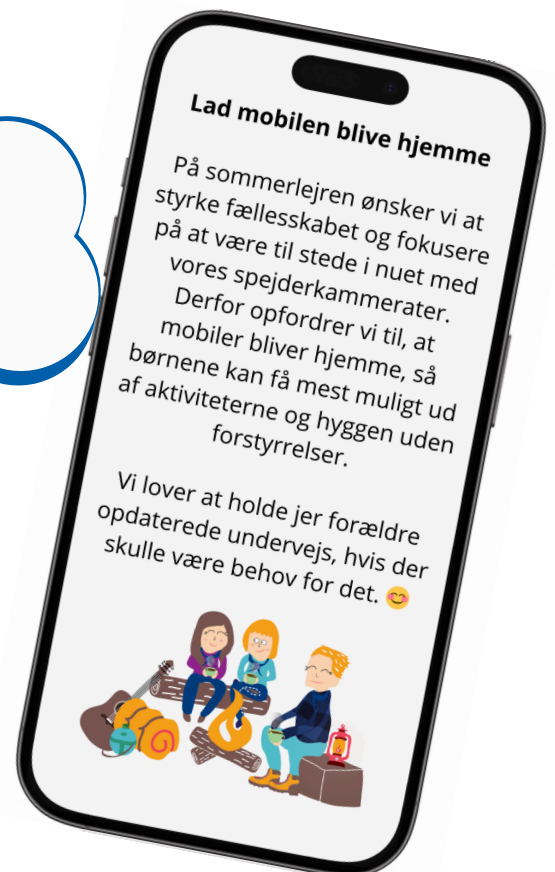 Lad mobilen blive hjemme
På sommerlejren ønsker vi at
styrke fællesskabet og fokusere
på at være til stede i nuet med
vores spejderkammerater.
Derfor opfordrer vi til, at
mobiler bliver hjemme, så
børnene kan få mest muligt ud
af aktiviteterne og hyggen uden
forstyrrelser.
Vi lover at holde jer forældre
opdaterede undervejs, hvis der
skulle være behov for det. 😊